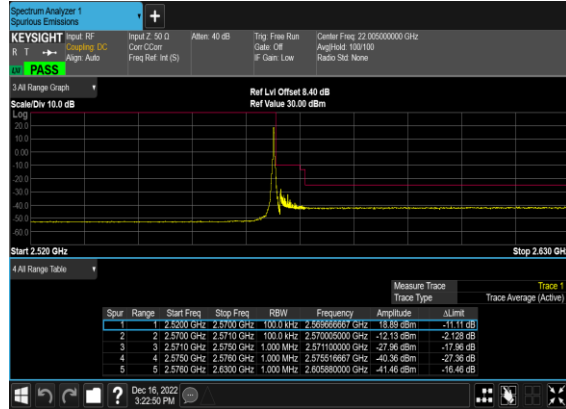 Spectrum Analyzer 1
Spurious Emissions
+
KEYSIGHT Input: RF Input Z: 50 Ω Atten: 40 dB Trig: Free Run Center Freq: 22.005000000 GHz
R T Coupling: DC Corr CCorr Gate: Off Avg|Hold: 100/100
Align: Auto Freq Ref: Int (S) IF Gain: Low Radio Std: None
PASS
3 All Range Graph Ref Lvl Offset 8.40 dB
Scale/Div 10.0 dB Ref Value 30.00 dBm
Log
20.0
10.0
0.00
-10.0
-20.0
-30.0
-40.0
-50.0
-60.0
Start 2.520 GHz Stop 2.630 GH
4 All Range Table
Measure Trace Trace 1
Trace Type Trace Average (Active)
Spur Range Start Freq Stop Freq RBW Frequency Amplitude ΔLimit
1 1 2.5200 GHz 2.5700 GHz 100.0 kHz 2.569666667 GHz 18.89 dBm -11.11 dB
2 2 2.5700 GHz 2.5710 GHz 100.0 kHz 2.570005000 GHz -12.13 dBm -2.128 dB
3 3 2.5710 GHz 2.5750 GHz 1.000 MHz 2.571100000 GHz -27.96 dBm -17.96 dB
4 4 2.5750 GHz 2.5760 GHz 1.000 MHz 2.575516667 GHz -40.36 dBm -27.36 dB
5 5 2.5760 GHz 2.6300 GHz 1.000 MHz 2.605880000 GHz -41.46 dBm -16.46 dB
? Dec 16, 2022
3:22:50 PM